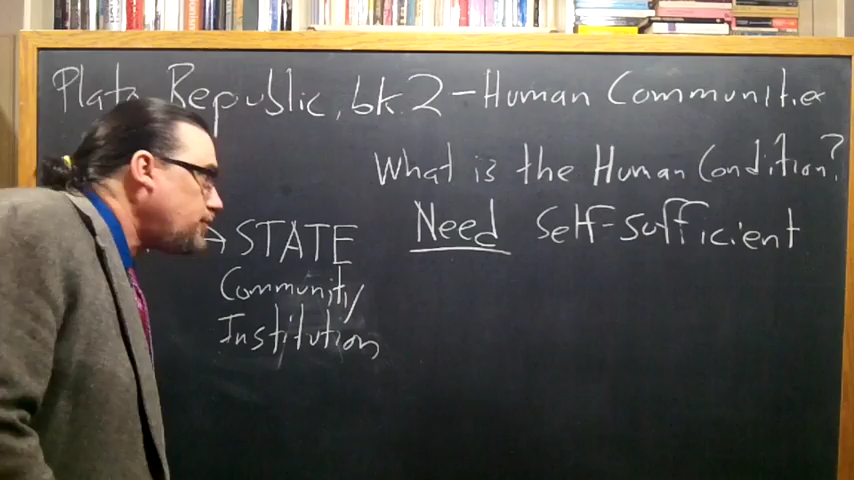 Plato Republic, bk. 2 - Human Communities
What is the Human Condition?
Need Self-sufficient
→ STATE
Community
Institution